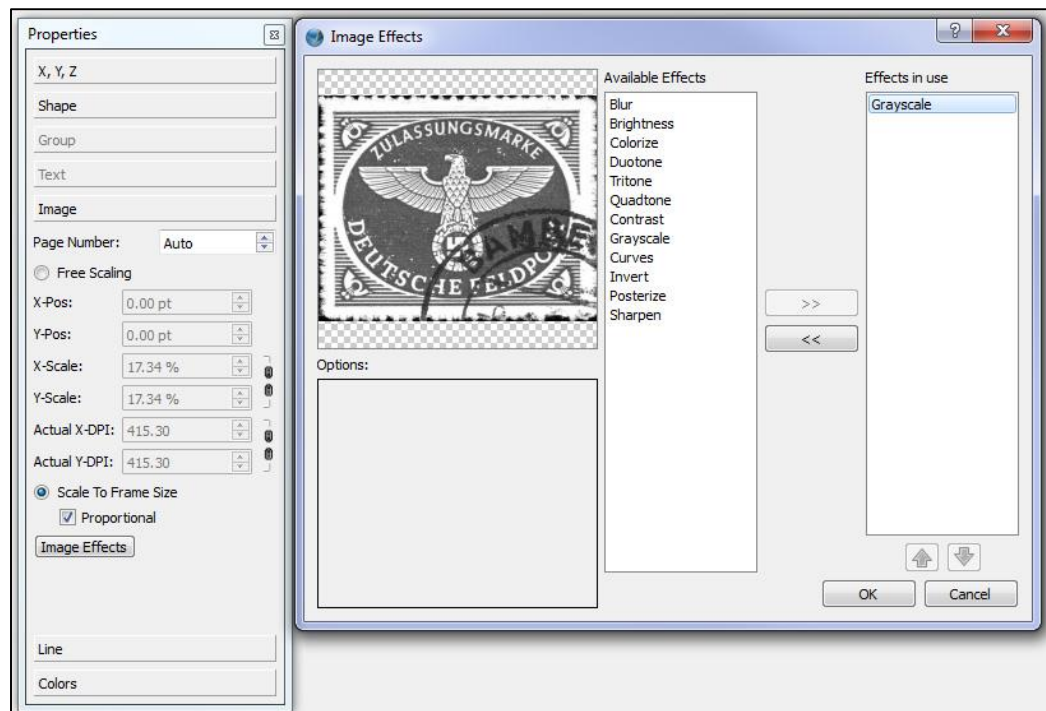 Properties
X, Y, Z
Shape
Group
Text
Image
Page Number: Auto
Free Scaling
X-Pos: 0.00 pt
Y-Pos: 0.00 pt
X-Scale: 17.34 %
Y-Scale: 17.34 %
Actual X-DPI: 415.30
Actual Y-DPI: 415.30
Scale To Frame Size
Proportional
Image Effects
Line
Colors
Image Effects
ZULASSUNGSMARKE
DEUTSCHE FELDPO
BAMBE
Options:
Available Effects
Blur
Brightness
Colorize
Duotone
Tritone
Quadtone
Contrast
Grayscale
Curves
Invert
Posterize
Sharpen
>>
<<
Effects in use
Grayscale
OK
Cancel